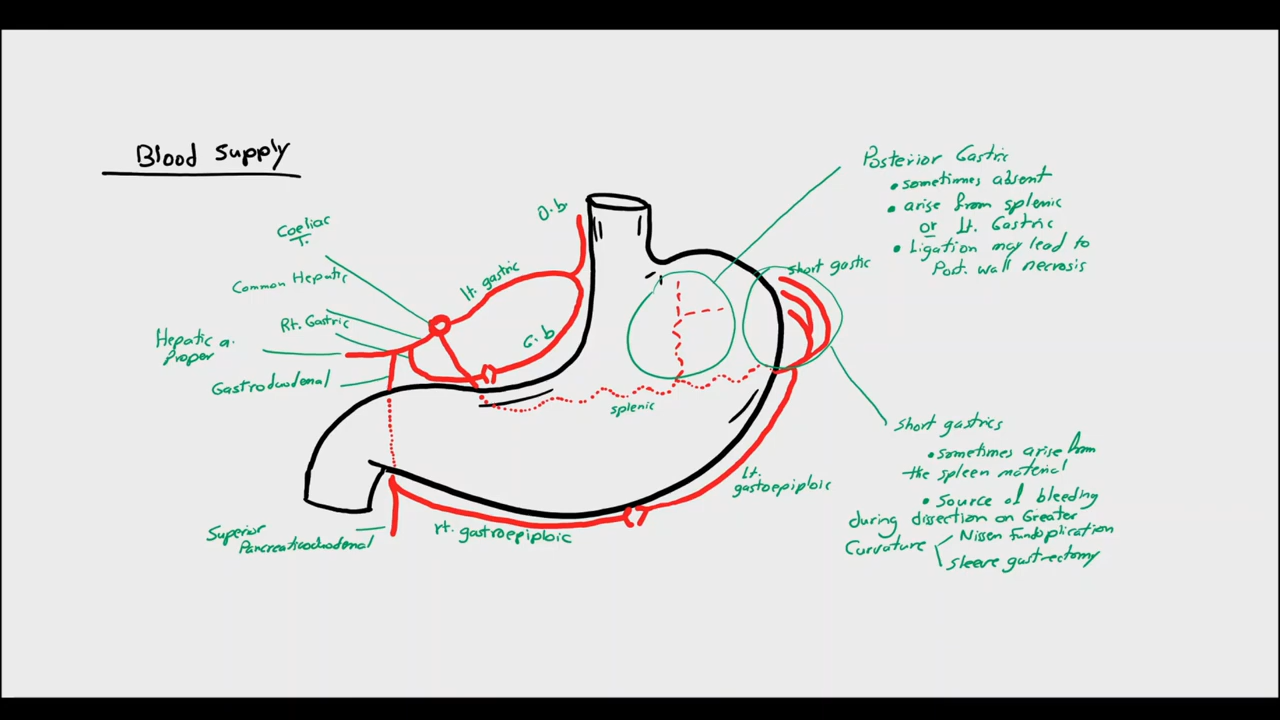 Blood Supply
Coeliac
T.
Common Hepatic
Rt. Gastric
Hepatic a.
Proper
Gastroduodenal
O.b
lt. gastric
G.b
splenic
short gastic
Posterior Gastric
• sometimes absent
• arise from splenic
or Lt. Gastric
• Ligation may lead to
Post. wall necrosis
Short gastrics
• sometimes arise from
the spleen material
• Source of bleeding
during dissection on Greater
Curvature
Nissen Fundoplication
Sleeve gastrectomy
Lt.
gastoepiploic
rt. gastroepiploic
Superior
Pancreaticoduodenal